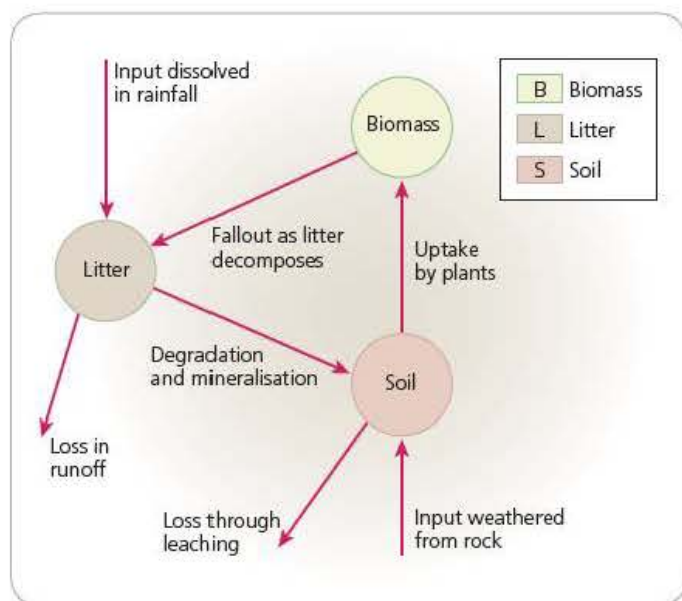 Input dissolved
in rainfall
Biomass
B Biomass
L Litter
S Soil
Litter
Fallout as litter
decomposes
Uptake
by plants
Degradation
and mineralisation
Soil
Loss in
runoff
Loss through
leaching
Input weathered
from rock